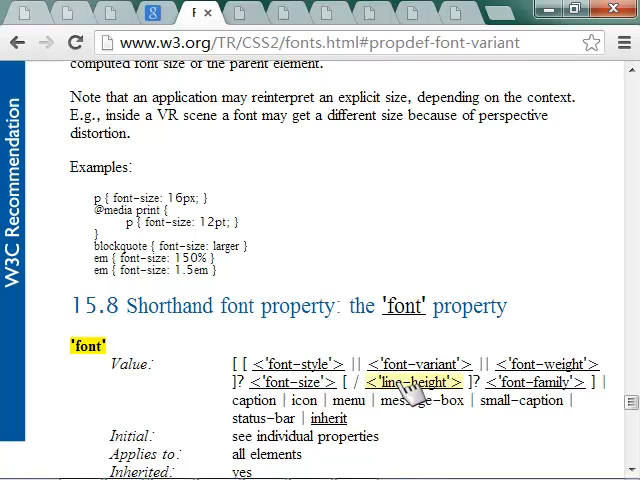 www.w3.org/TR/CSS2/fonts.html#propdef-font-variant
computed font size of the parent element.
Note that an application may reinterpret an explicit size, depending on the context.
E.g., inside a VR scene a font may get a different size because of perspective
distortion.
Examples:
p { font-size: 16px; }
@media print {
p { font-size: 12pt; }
}
blockquote { font-size: larger }
em { font-size: 150% }
em { font-size: 1.5em }
W3C Recommendation
15.8 Shorthand font property: the 'font' property
'font'
Value: [ [ <'font-style'> || <'font-variant'> || <'font-weight'>
]? <'font-size'> [ / <'line-height'> ]? <'font-family'> ] |
caption | icon | menu | message-box | small-caption |
status-bar | inherit
Initial: see individual properties
Applies to: all elements
Inherited: yes